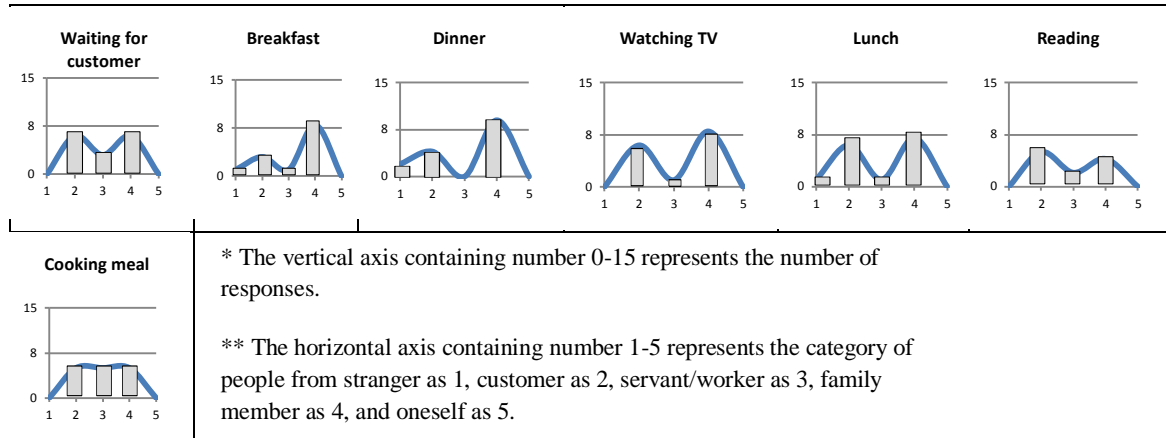 Waiting for
customer
15
8
0
1 2 3 4 5
Breakfast
15
8
0
1 2 3 4 5
Dinner
15
8
0
1 2 3 4 5
Watching TV
15
8
0
1 2 3 4 5
Lunch
15
8
0
1 2 3 4 5
Reading
15
8
0
1 2 3 4 5
Cooking meal
15
8
0
1 2 3 4 5
* The vertical axis containing number 0-15 represents the number of
responses.
** The horizontal axis containing number 1-5 represents the category of
people from stranger as 1, customer as 2, servant/worker as 3, family
member as 4, and oneself as 5.